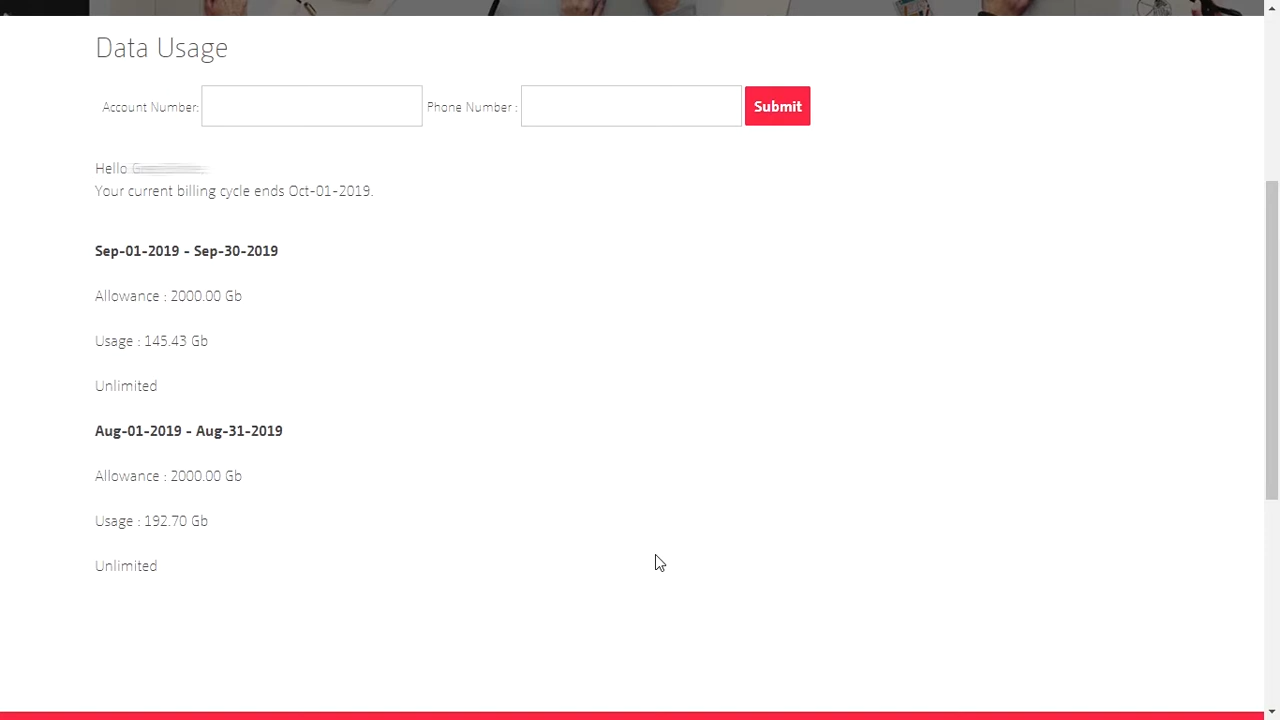 Data Usage
Account Number: Phone Number : Submit
Hello
Your current billing cycle ends Oct-01-2019.
Sep-01-2019 - Sep-30-2019
Allowance : 2000.00 Gb
Usage : 145.43 Gb
Unlimited
Aug-01-2019 - Aug-31-2019
Allowance : 2000.00 Gb
Usage : 192.70 Gb
Unlimited